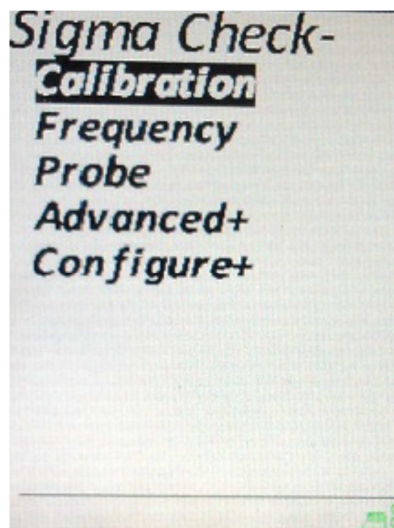 Sigma Check-
Calibration
Frequency
Probe
Advanced+
Configure+